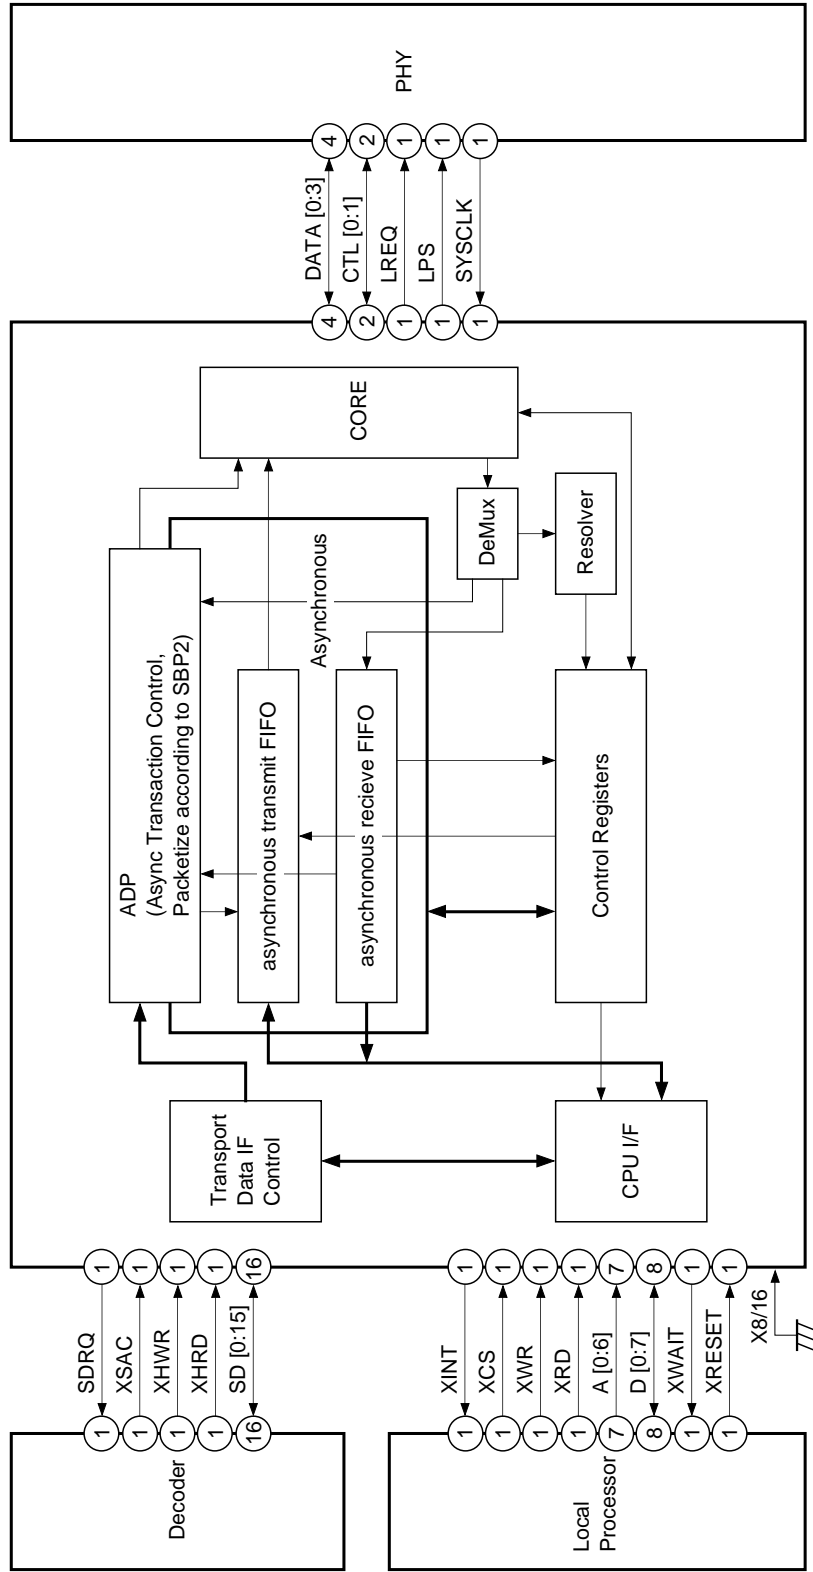 Decoder
1
1
1
1
16
SDRQ
XSAC
XHWR
XHRD
SD [0:15]
1
1
1
1
16
Local
Processor
1
1
1
1
7
8
1
1
XINT
XCS
XWR
XRD
A [0:6]
D [0:7]
XWAIT
XRESET
1
1
1
1
7
8
1
1
X8/16
Transport
Data IF
Control
CPU I/F
ADP
(Async Transaction Control,
Packetize according to SBP2)
asynchronous transmit FIFO
asynchronous recieve FIFO
Asynchronous
Control Registers
DeMux
Resolver
CORE
4
2
1
1
1
DATA [0:3]
CTL [0:1]
LREQ
LPS
SYSCLK
4
2
1
1
1
PHY